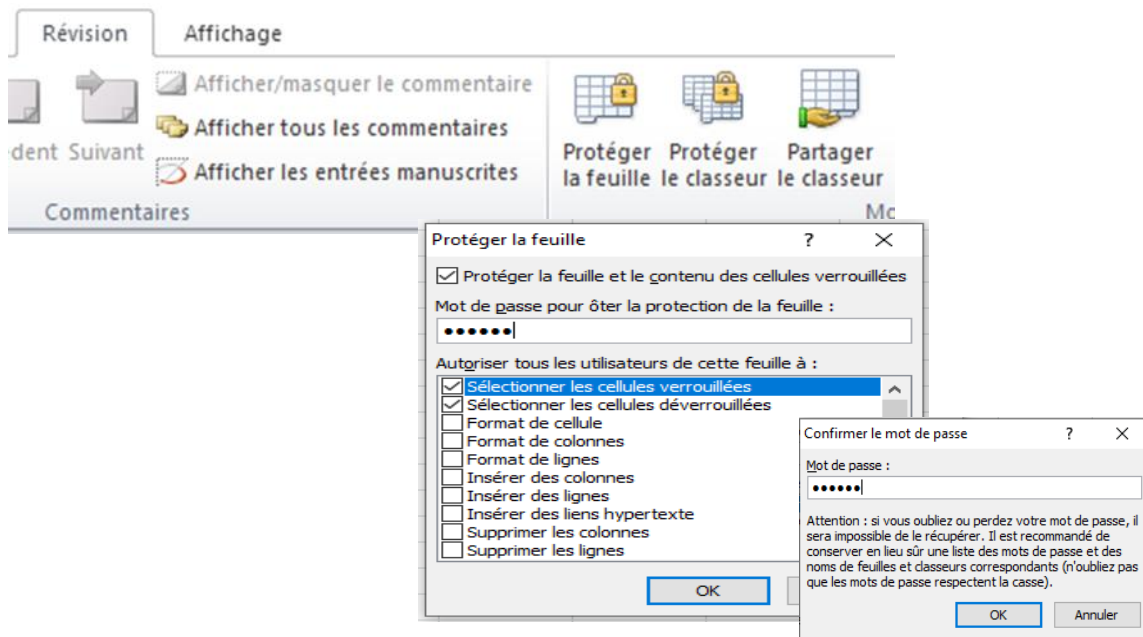 Révision Affichage
Afficher/masquer le commentaire
Afficher tous les commentaires
dent Suivant
Afficher les entrées manuscrites
Commentaires
Protéger Protéger Partager
la feuille le classeur le classeur
Protéger la feuille ?
Protéger la feuille et le contenu des cellules verrouillées
Mot de passe pour ôter la protection de la feuille :
••••••
Autoriser tous les utilisateurs de cette feuille à :
Sélectionner les cellules verrouillées
Sélectionner les cellules déverrouillées
Format de cellule
Format de colonnes
Format de lignes
Insérer des colonnes
Insérer des lignes
Insérer des liens hypertexte
Supprimer les colonnes
Supprimer les lignes
OK
Confirmer le mot de passe ?
Mot de passe :
••••••
Attention : si vous oubliez ou perdez votre mot de passe, il
sera impossible de le récupérer. Il est recommandé de
conserver en lieu sûr une liste des mots de passe et des
noms de feuilles et classeurs correspondants (n'oubliez pas
que les mots de passe respectent la casse).
OK Annuler